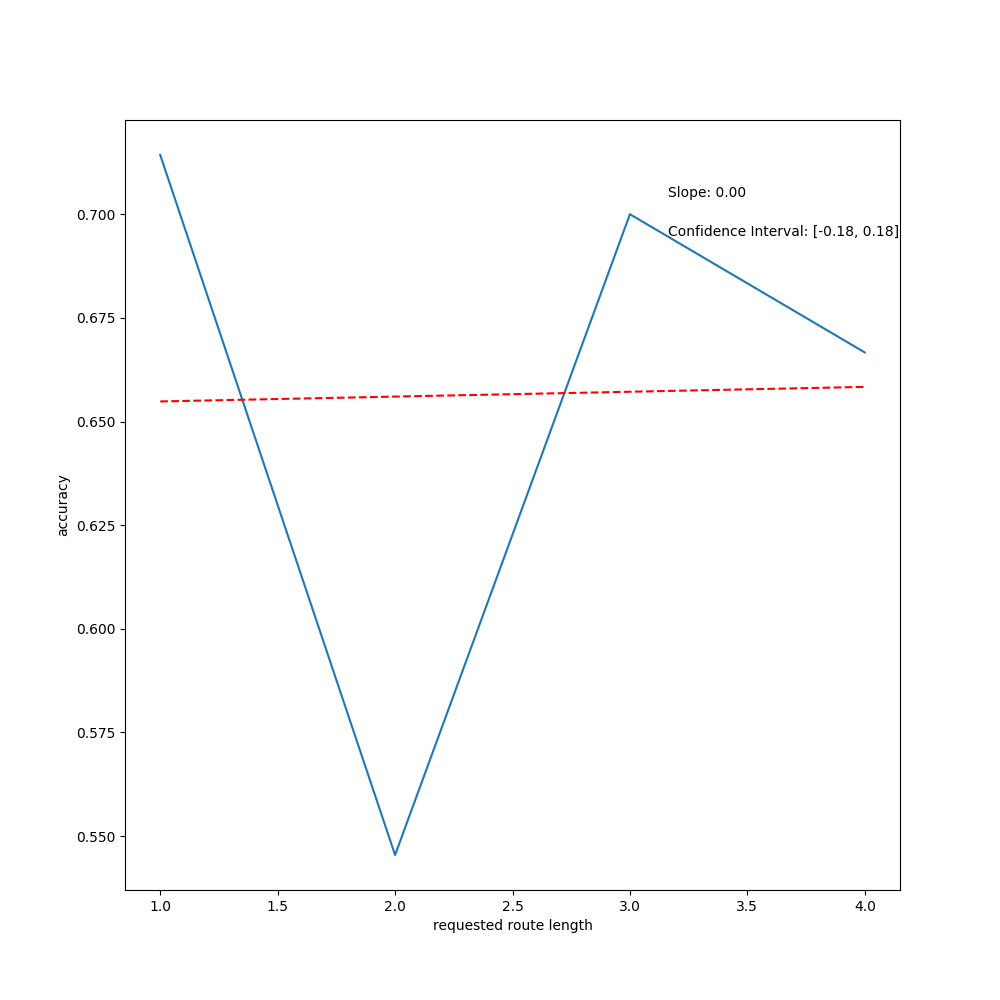 Slope: 0.00
Confidence Interval: [-0.18, 0.18]
0.700
0.675
0.650
0.625
0.600
0.575
0.550
accuracy
1.0 1.5 2.0 2.5 3.0 3.5 4.0
requested route length